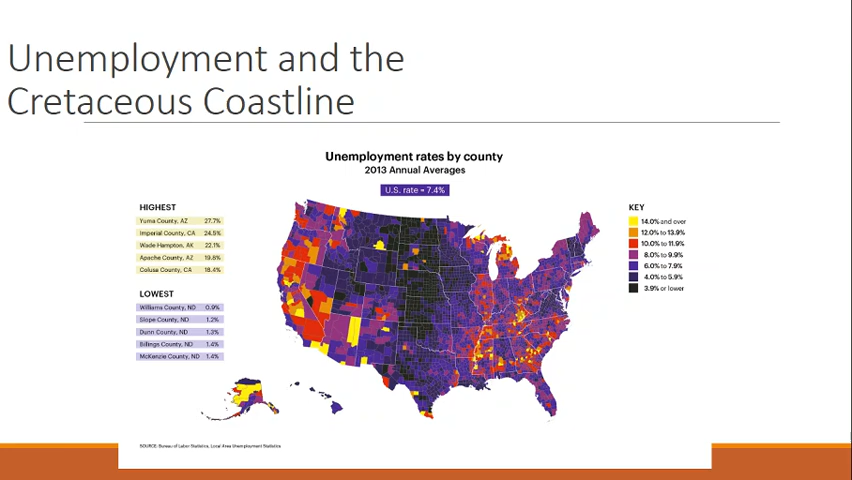 Unemployment and the
Cretaceous Coastline
Unemployment rates by county
2013 Annual Averages
U.S. rate = 7.4%
HIGHEST
Yuma County, AZ 27.7%
Imperial County, CA 24.5%
Wade Hampton, AK 22.1%
Apache County, AZ 19.8%
Colusa County, CA 18.4%
LOWEST
Williams County, ND 0.9%
Slope County, ND 1.2%
Dunn County, ND 1.3%
Billings County, ND 1.4%
McKenzie County, ND 1.4%
KEY
14.0% and over
12.0% to 13.9%
10.0% to 11.9%
8.0% to 9.9%
6.0% to 7.9%
4.0% to 5.9%
3.9% or lower
SOURCE: Bureau of Labor Statistics, Local Area Unemployment Statistics